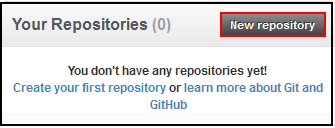 Your Repositories (0)
New repository
You don't have any repositories yet!
Create your first repository or learn more about Git and
GitHub